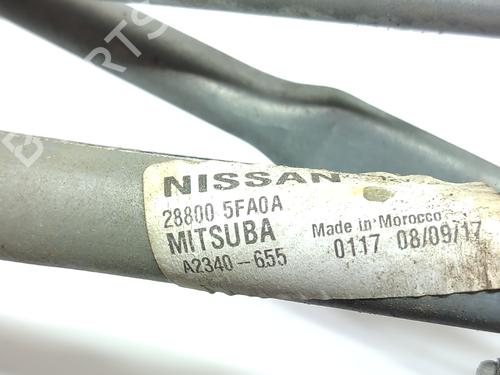 NISSAN
28800 5FA0A
MITSUBA
A2340-655
Made in Morocco
0117 08/09/17